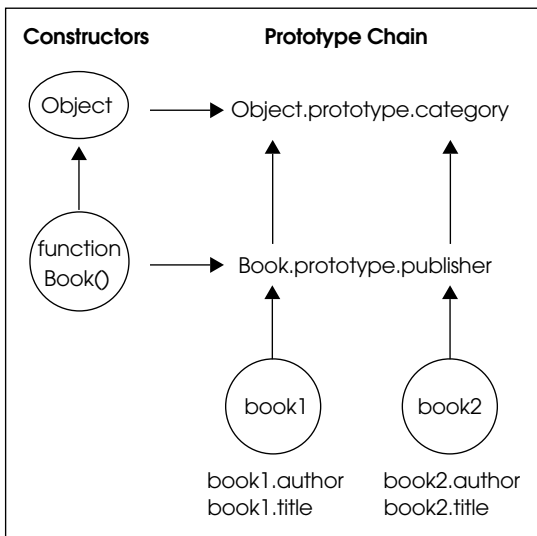 Constructors Prototype Chain
Object Object.prototype.category
function
Book() Book.prototype.publisher
book1 book2
book1.author book2.author
book1.title book2.title